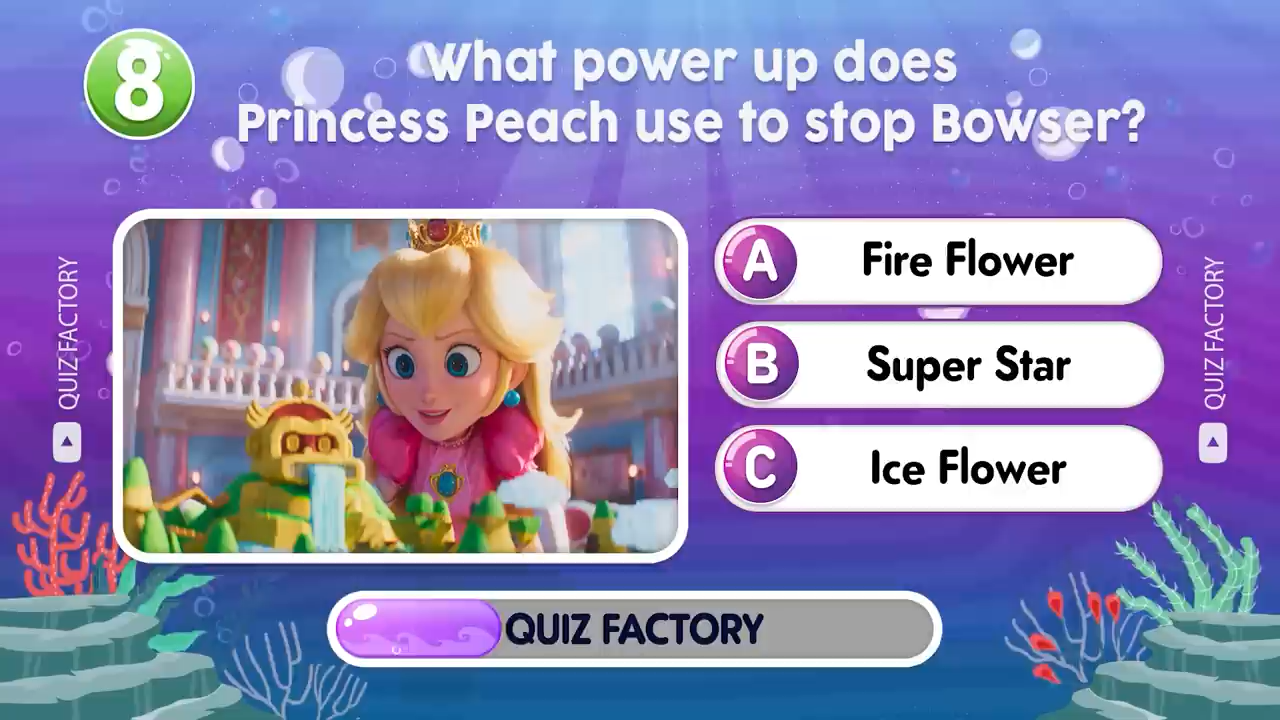 8
What power up does
Princess Peach use to stop Bowser?
QUIZ FACTORY
A Fire Flower
B Super Star
C Ice Flower
QUIZ FACTORY
QUIZ FACTORY